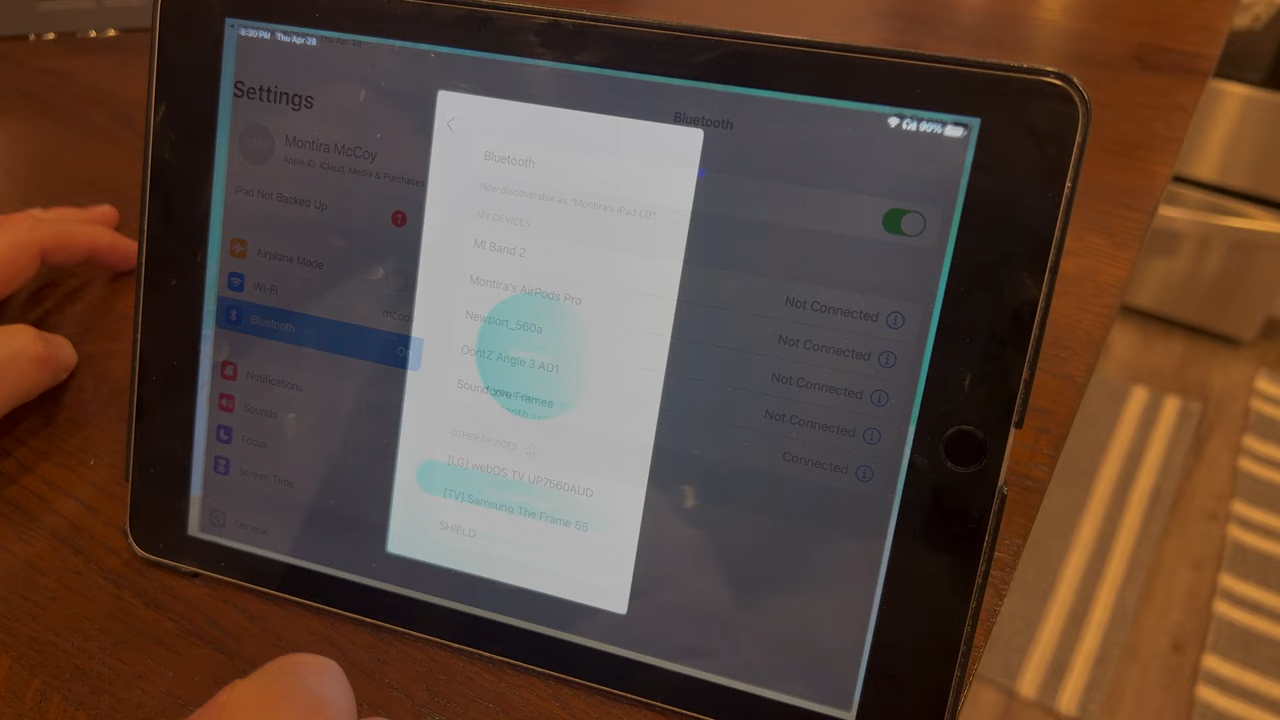 8:30 PM Thu Apr 28
99%
Settings
Bluetooth
Montira McCoy
Apple ID, iCloud, Media & Purchases
iPad Not Backed Up
1
Airplane Mode
Wi-Fi
Bluetooth
Notifications
Sounds
Focus
Screen Time
General
Bluetooth
Now discoverable as "Montira's iPad (3)".
MY DEVICES
MI Band 2
Not Connected
Montira's AirPods Pro
Not Connected
Newport_560a
Not Connected
OontZ Angle 3 AD1
Not Connected
Soundcore Frames
Connected
OTHER DEVICES
[LG] webOS TV UP7560AUD
[TV] Samsung The Frame 55
SHIELD